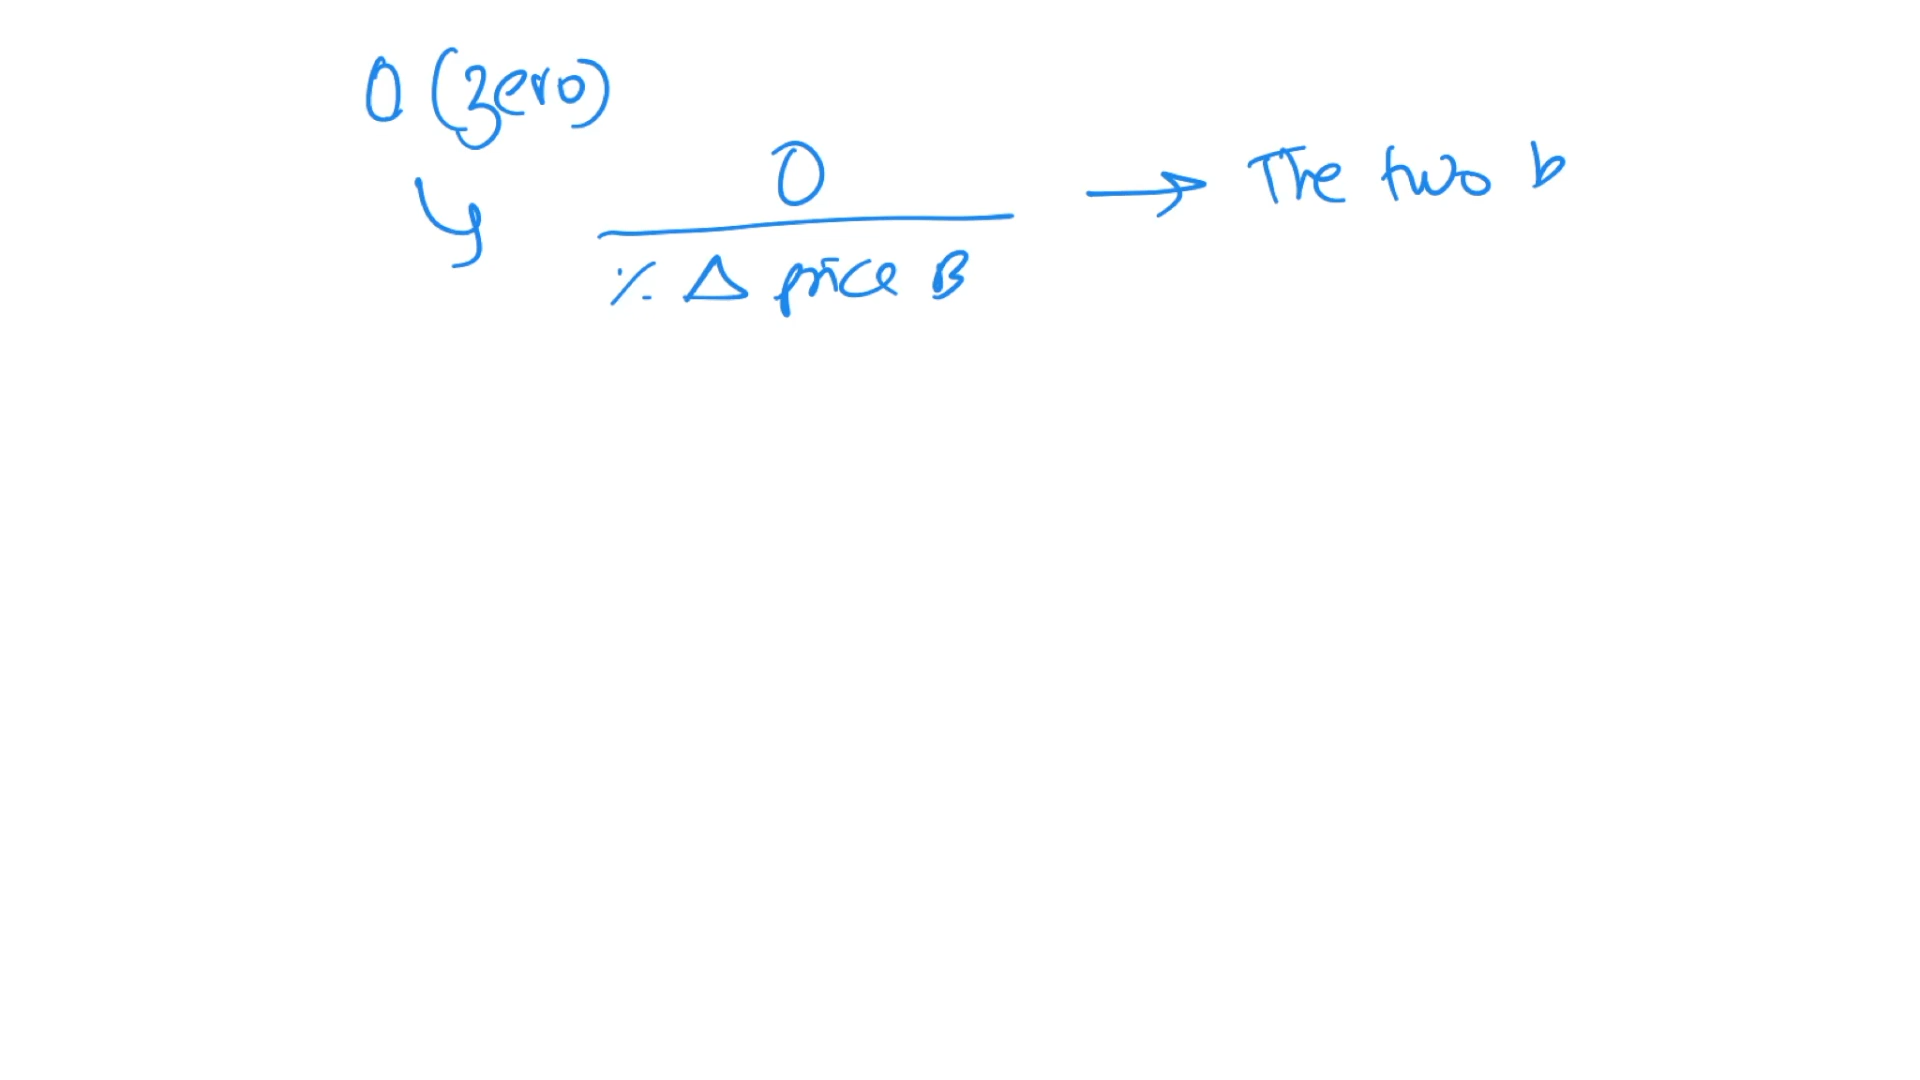 0 (zero)
0 → The two b
% Δ price B